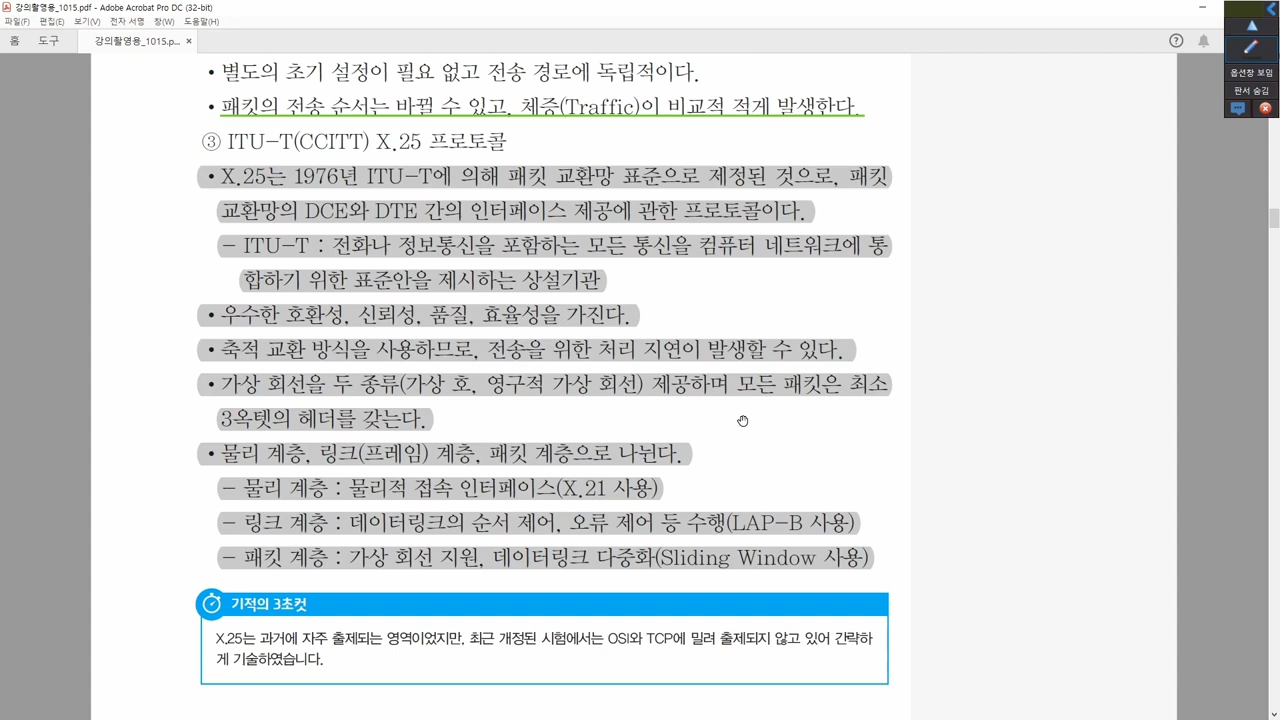 강의촬영용_1015.pdf - Adobe Acrobat Pro DC (32-bit)
파일(F) 편집(E) 보기(V) 전자 서명 창(W) 도움말(H)
홈 도구 강의촬영용_1015.p... ×
옵션창 보임
판서 숨김
• 별도의 초기 설정이 필요 없고 전송 경로에 독립적이다.
• 패킷의 전송 순서는 바뀔 수 있고, 체증(Traffic)이 비교적 적게 발생한다.
③ ITU-T(CCITT) X.25 프로토콜
• X.25는 1976년 ITU-T에 의해 패킷 교환망 표준으로 제정된 것으로, 패킷
교환망의 DCE와 DTE 간의 인터페이스 제공에 관한 프로토콜이다.
- ITU-T : 전화나 정보통신을 포함하는 모든 통신을 컴퓨터 네트워크에 통
합하기 위한 표준안을 제시하는 상설기관
• 우수한 호환성, 신뢰성, 품질, 효율성을 가진다.
• 축적 교환 방식을 사용하므로, 전송을 위한 처리 지연이 발생할 수 있다.
• 가상 회선을 두 종류(가상 호, 영구적 가상 회선) 제공하며 모든 패킷은 최소
3옥텟의 헤더를 갖는다.
• 물리 계층, 링크(프레임) 계층, 패킷 계층으로 나뉜다.
- 물리 계층 : 물리적 접속 인터페이스(X.21 사용)
- 링크 계층 : 데이터링크의 순서 제어, 오류 제어 등 수행(LAP-B 사용)
- 패킷 계층 : 가상 회선 지원, 데이터링크 다중화(Sliding Window 사용)
기적의 3초컷
X.25는 과거에 자주 출제되는 영역이었지만, 최근 개정된 시험에서는 OSI와 TCP에 밀려 출제되지 않고 있어 간략하
게 기술하였습니다.